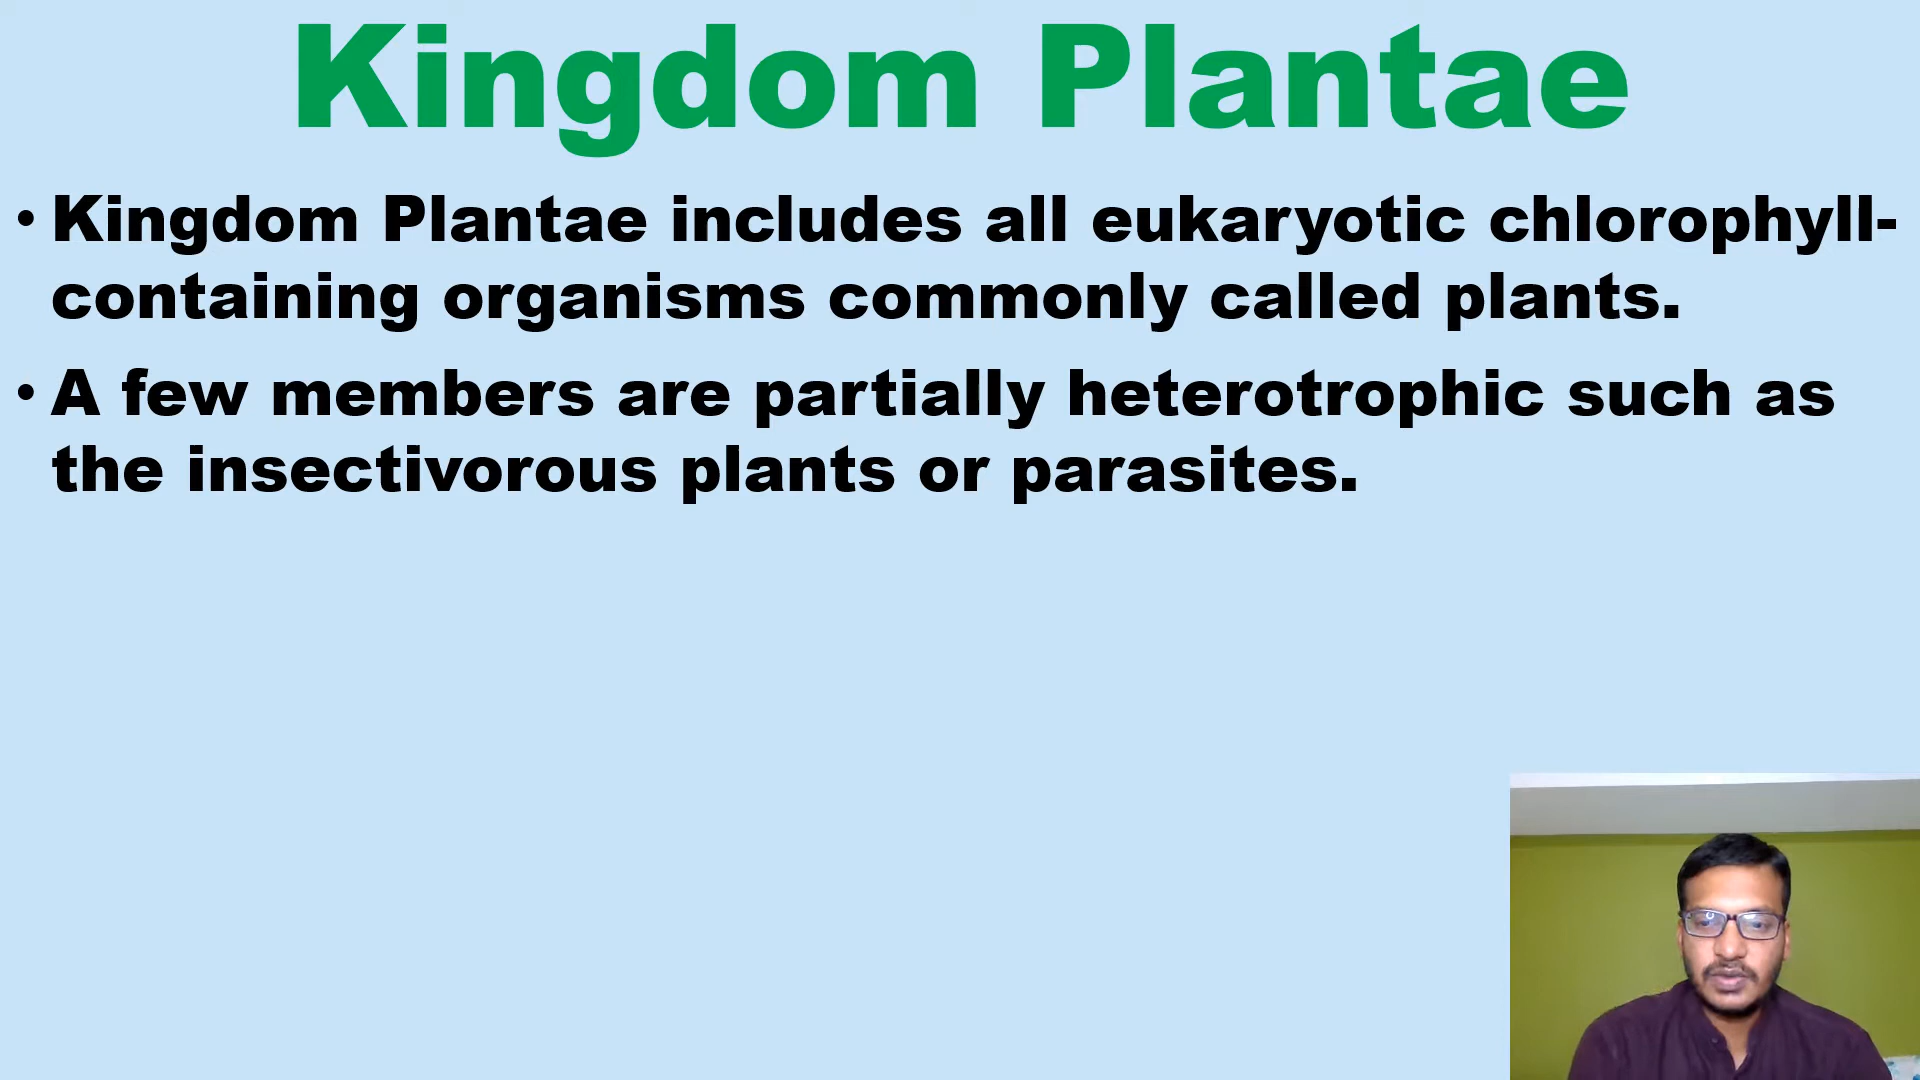 Kingdom Plantae
• Kingdom Plantae includes all eukaryotic chlorophyll-
containing organisms commonly called plants.
• A few members are partially heterotrophic such as
the insectivorous plants or parasites.